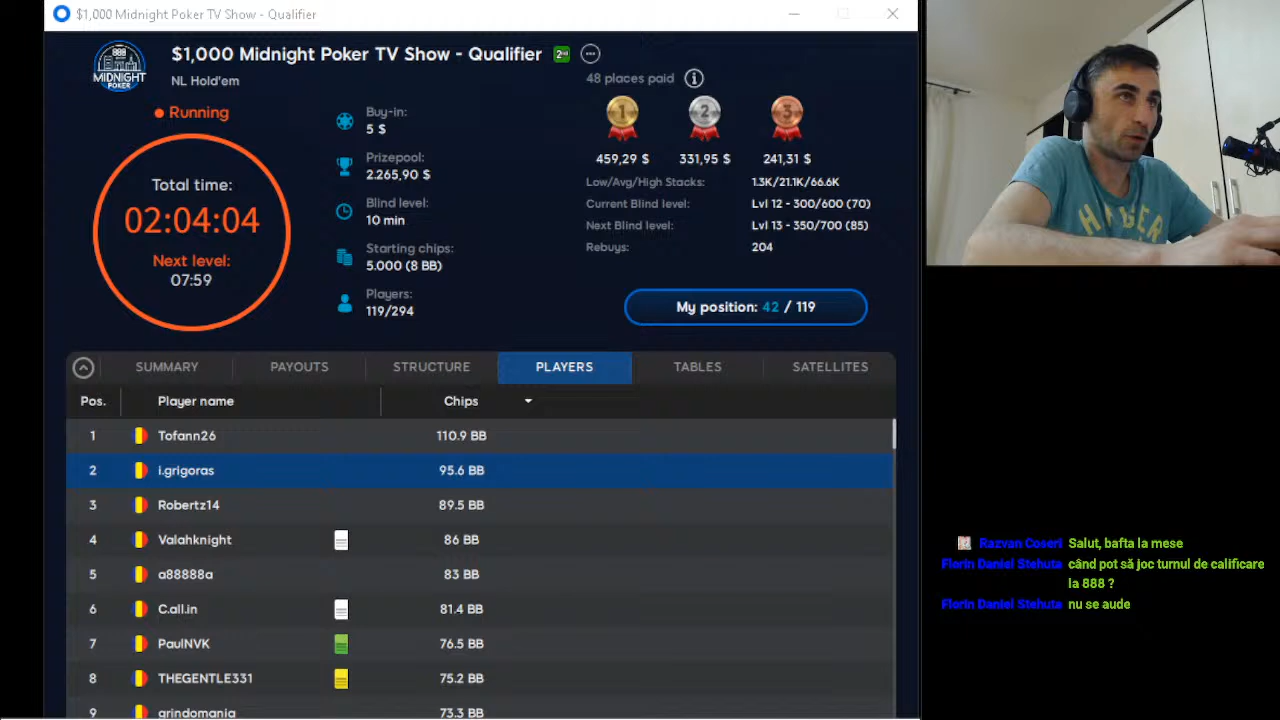 $1,000 Midnight Poker TV Show - Qualifier
888
MIDNIGHT
POKER
$1,000 Midnight Poker TV Show - Qualifier
NL Hold'em
48 places paid
Running
Total time:
02:04:04
Next level:
07:59
Buy-in:
5 $
Prizepool:
2.265,90 $
Blind level:
10 min
Starting chips:
5.000 (8 BB)
Players:
119/294
1
2
3
459,29 $
331,95 $
241,31 $
Low/Avg/High Stacks: 1.3K/21.1K/66.6K
Current Blind level: Lvl 12 - 300/600 (70)
Next Blind level: Lvl 13 - 350/700 (85)
Rebuys: 204
My position: 42 / 119
SUMMARY PAYOUTS STRUCTURE PLAYERS TABLES SATELLITES
Pos. Player name Chips
1 Tofann26 110.9 BB
2 i.grigoras 95.6 BB
3 Robertz14 89.5 BB
4 Valahknight 86 BB
5 a88888a 83 BB
6 C.all.in 81.4 BB
7 PaulNVK 76.5 BB
8 THEGENTLE331 75.2 BB
9 grindomania 73.3 BB
Razvan Coseri Salut, bafta la mese
Florin Daniel Stehuta când pot să joc turnul de calificare
la 888 ?
Florin Daniel Stehuta nu se aude